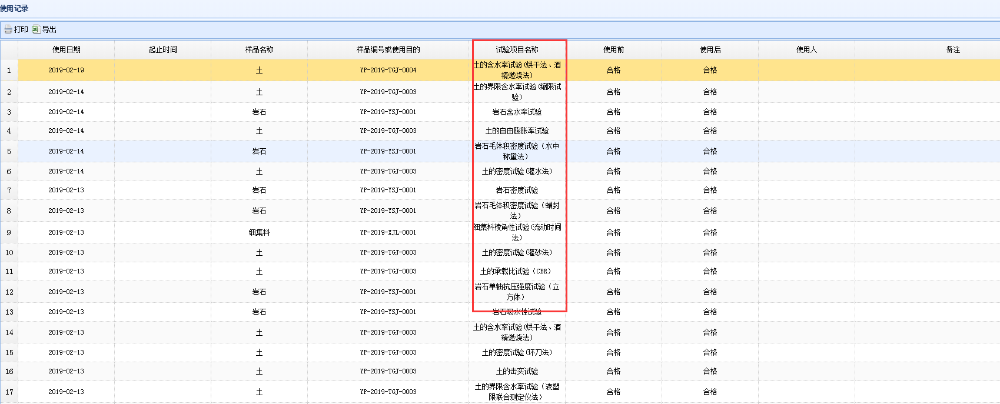 使用记录
打印 导出
使用日期 起止时间 样品名称 样品编号或使用目的 试验项目名称 使用前 使用后 使用人 备注
1 2019-02-19 土 YP-2019-TGJ-0004 土的含水率试验(烘干法、酒精燃烧法) 合格 合格
2 2019-02-14 土 YP-2019-TGJ-0003 土的界限含水率试验(缩限试验) 合格 合格
3 2019-02-14 岩石 YP-2019-YSJ-0001 岩石含水率试验 合格 合格
4 2019-02-14 土 YP-2019-TGJ-0003 土的自由膨胀率试验 合格 合格
5 2019-02-14 岩石 YP-2019-YSJ-0001 岩石毛体积密度试验（水中称量法） 合格 合格
6 2019-02-14 土 YP-2019-TGJ-0003 土的密度试验(灌水法) 合格 合格
7 2019-02-13 岩石 YP-2019-YSJ-0001 岩石密度试验 合格 合格
8 2019-02-13 岩石 YP-2019-YSJ-0001 岩石毛体积密度试验（蜡封法） 合格 合格
9 2019-02-13 细集料 YP-2019-XJL-0001 细集料棱角性试验(流动时间法) 合格 合格
10 2019-02-13 土 YP-2019-TGJ-0003 土的密度试验(灌砂法) 合格 合格
11 2019-02-13 土 YP-2019-TGJ-0003 土的承载比试验（CBR） 合格 合格
12 2019-02-13 岩石 YP-2019-YSJ-0001 岩石单轴抗压强度试验（立方体） 合格 合格
13 2019-02-13 岩石 YP-2019-YSJ-0001 岩石吸水性试验 合格 合格
14 2019-02-13 土 YP-2019-TGJ-0003 土的含水率试验(烘干法、酒精燃烧法) 合格 合格
15 2019-02-13 土 YP-2019-TGJ-0003 土的密度试验(环刀法) 合格 合格
16 2019-02-13 土 YP-2019-TGJ-0003 土的击实试验 合格 合格
17 2019-02-13 土 YP-2019-TGJ-0003 土的界限含水率试验（液塑限联合测定仪法） 合格 合格